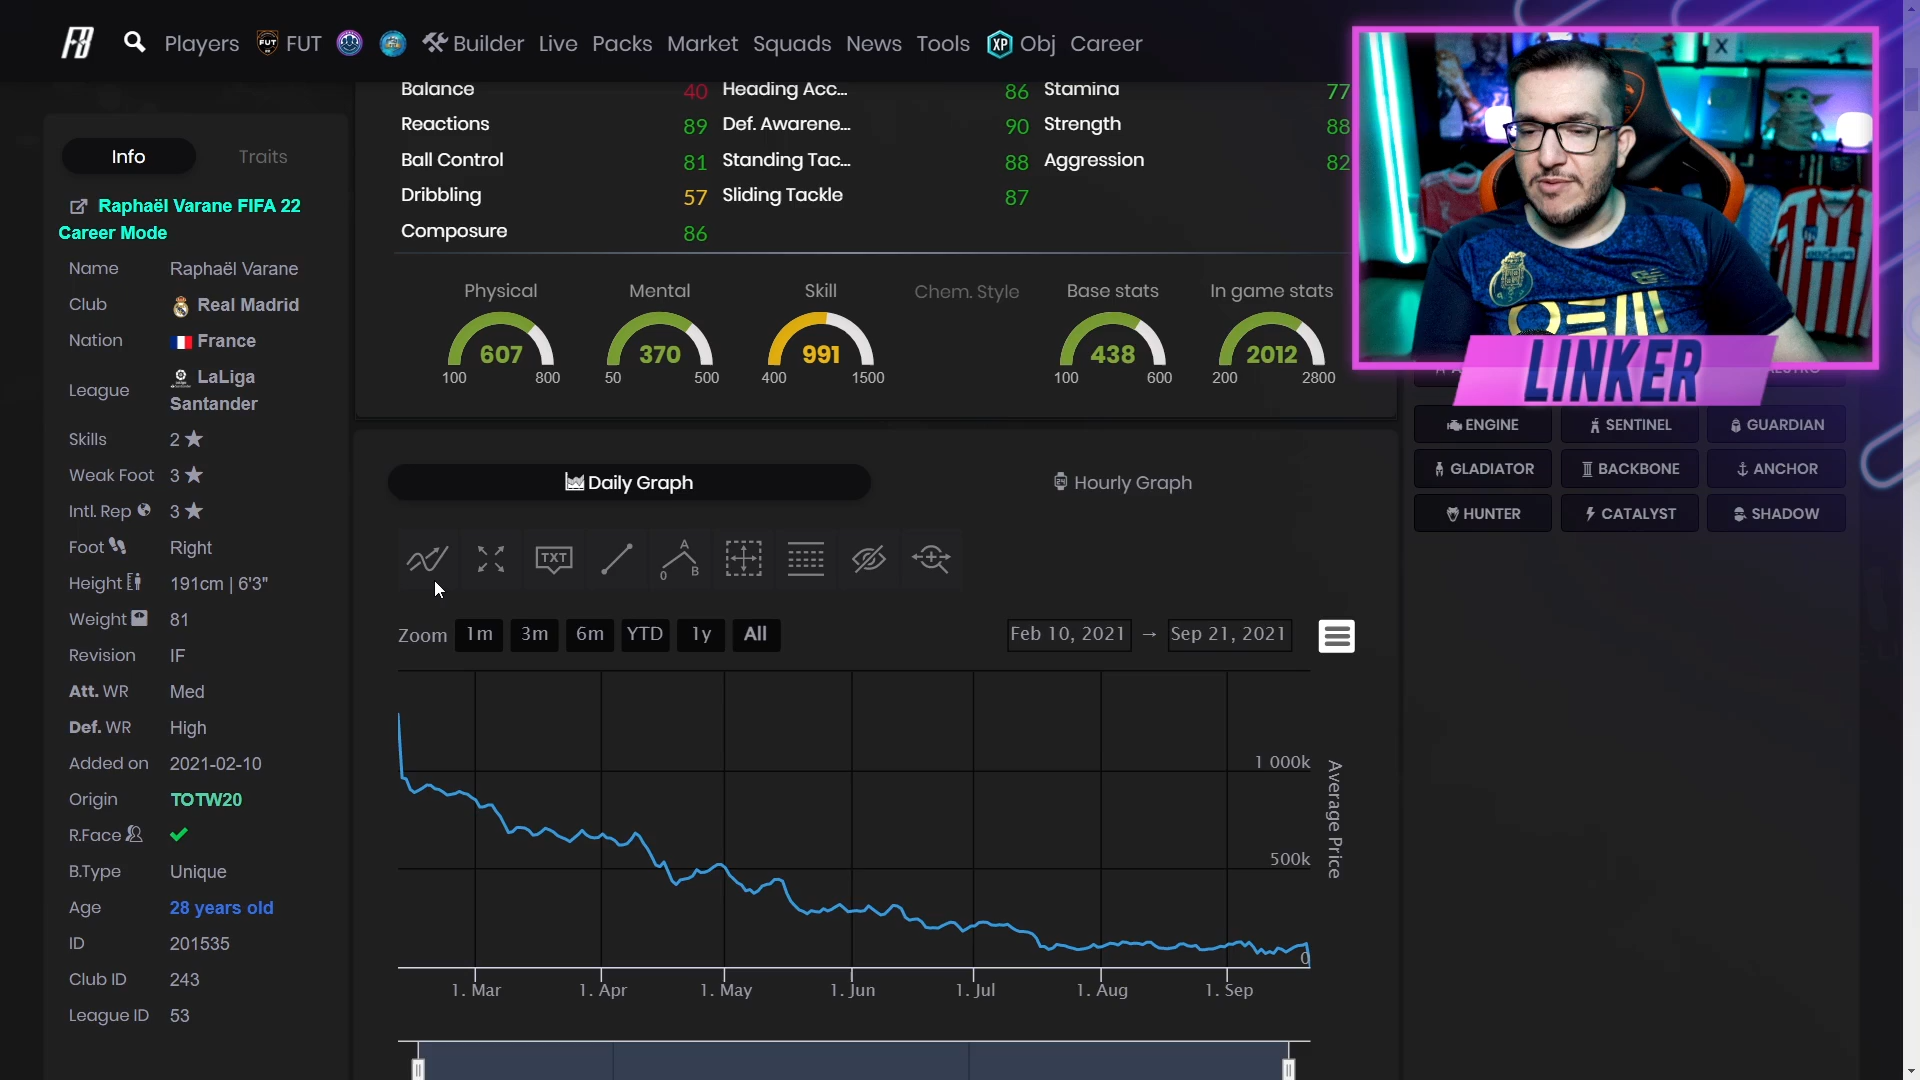 FB Players FUT Builder Live Packs Market Squads News Tools XP Obj Career
X
Balance 40 Heading Acc... 86 Stamina 77
Reactions 89 Def. Awarene... 90 Strength 88
Ball Control 81 Standing Tac... 88 Aggression 82
Dribbling 57 Sliding Tackle 87
Composure 86
Info Traits
Raphaël Varane FIFA 22
Career Mode
Name Raphaël Varane
Club Real Madrid
Nation France
League LaLiga
Santander
Skills 2
Weak Foot 3
Intl. Rep 3
Foot Right
Height 191cm | 6'3"
Weight 81
Revision IF
Att. WR Med
Def. WR High
Added on 2021-02-10
Origin TOTW20
R.Face
B.Type Unique
Age 28 years old
ID 201535
Club ID 243
League ID 53
Physical Mental Skill Chem. Style Base stats In game stats
607 370 991 438 2012
100 800 50 500 400 1500 100 600 200 2800
LINKER
ENGINE SENTINEL GUARDIAN
GLADIATOR BACKBONE ANCHOR
HUNTER CATALYST SHADOW
Daily Graph Hourly Graph
TXT A 0 B
Zoom 1m 3m 6m YTD 1y All Feb 10, 2021 → Sep 21, 2021
1 000k
500k
0
Average Price
1. Mar 1. Apr 1. May 1. Jun 1. Jul 1. Aug 1. Sep